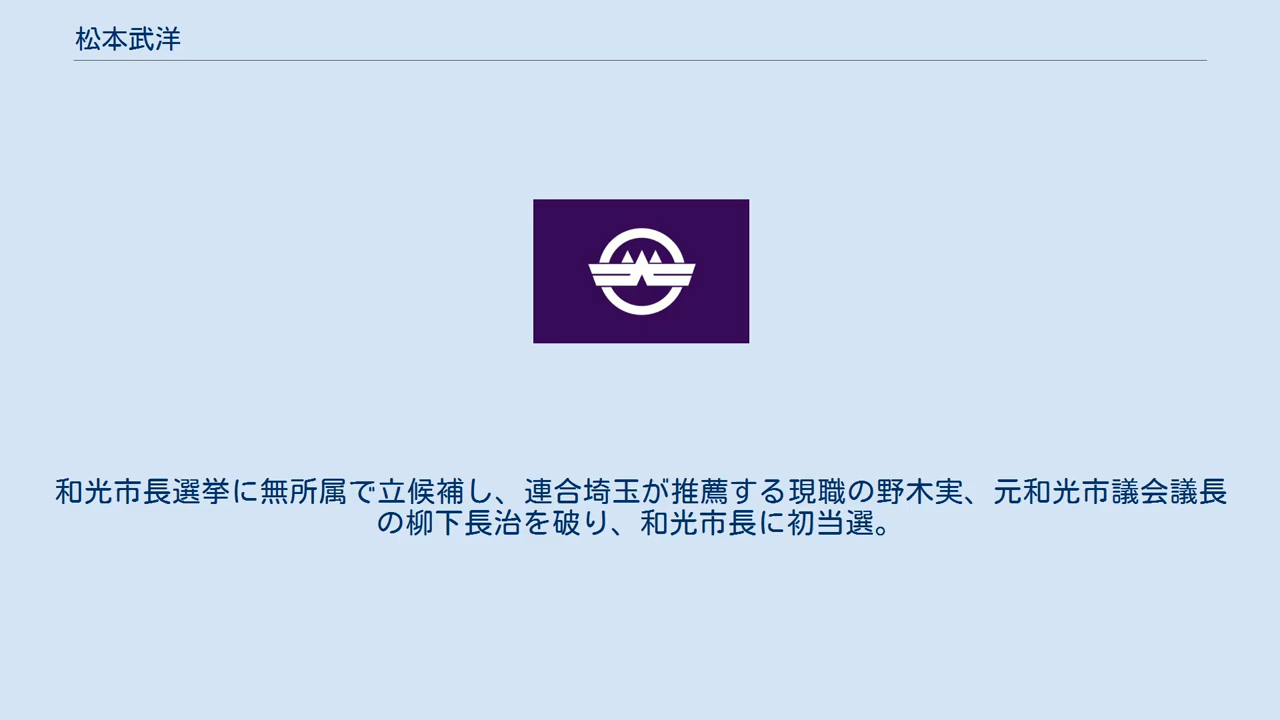 松本武洋
和光市長選挙に無所属で立候補し、連合埼玉が推薦する現職の野木実、元和光市議会議長
の柳下長治を破り、和光市長に初当選。